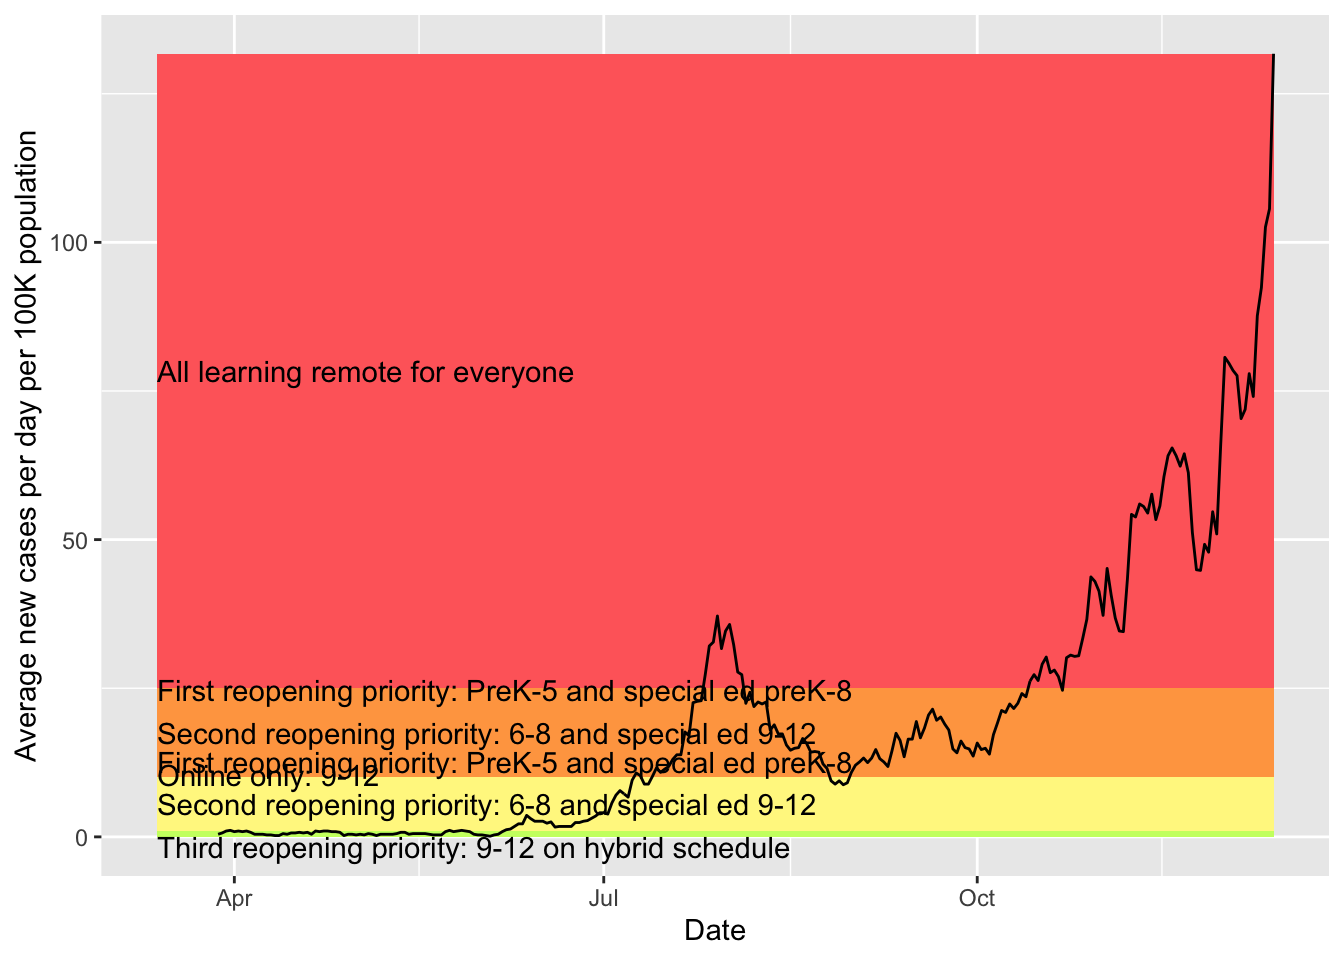 Average new cases per day per 100K population
100
50
0
All learning remote for everyone
First reopening priority: PreK-5 and special ed preK-8
Second reopening priority: 6-8 and special ed 9-12
First reopening priority: PreK-5 and special ed preK-8
Online only: 9-12
Second reopening priority: 6-8 and special ed 9-12
Third reopening priority: 9-12 on hybrid schedule
Apr
Jul
Oct
Date